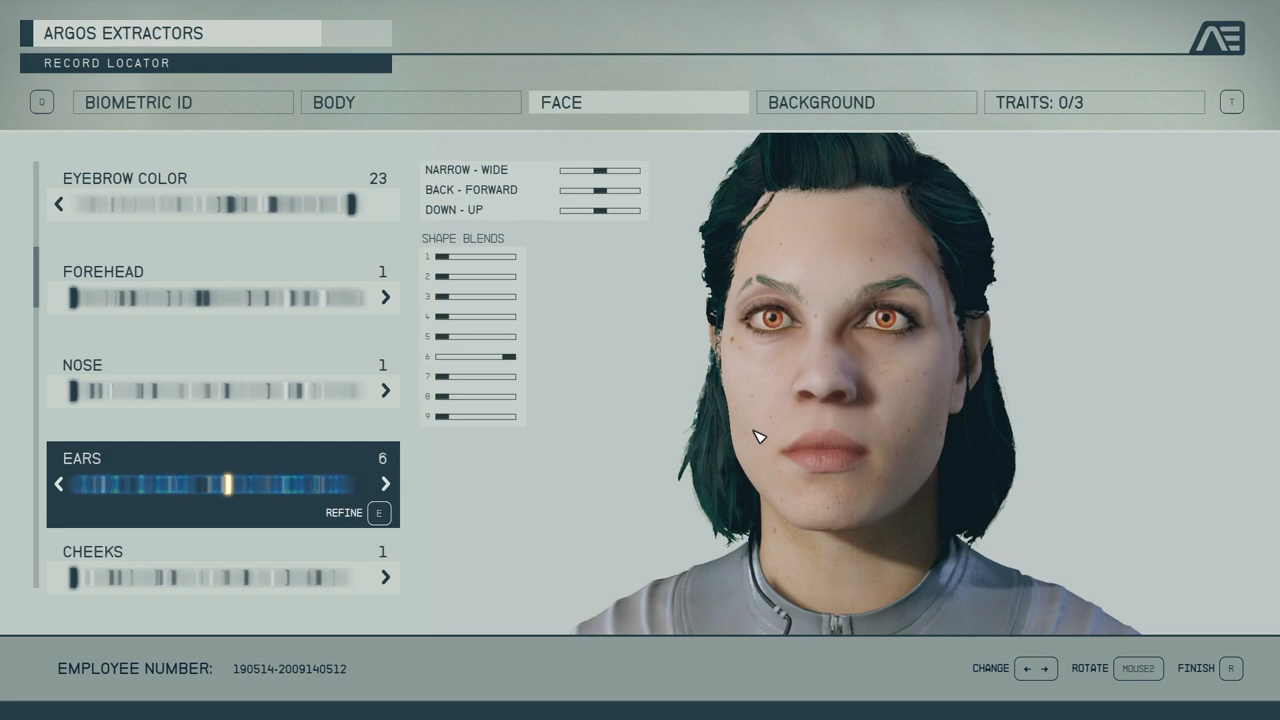 ARGOS EXTRACTORS
AE
RECORD LOCATOR
Q BIOMETRIC ID BODY FACE BACKGROUND TRAITS: 0/3 T
EYEBROW COLOR 23
FOREHEAD 1
NOSE 1
EARS 6
REFINE E
CHEEKS 1
NARROW - WIDE
BACK - FORWARD
DOWN - UP
SHAPE BLENDS
1
2
3
4
5
6
7
8
9
EMPLOYEE NUMBER: 190514-2009140512
CHANGE ← → ROTATE MOUSE2 FINISH R